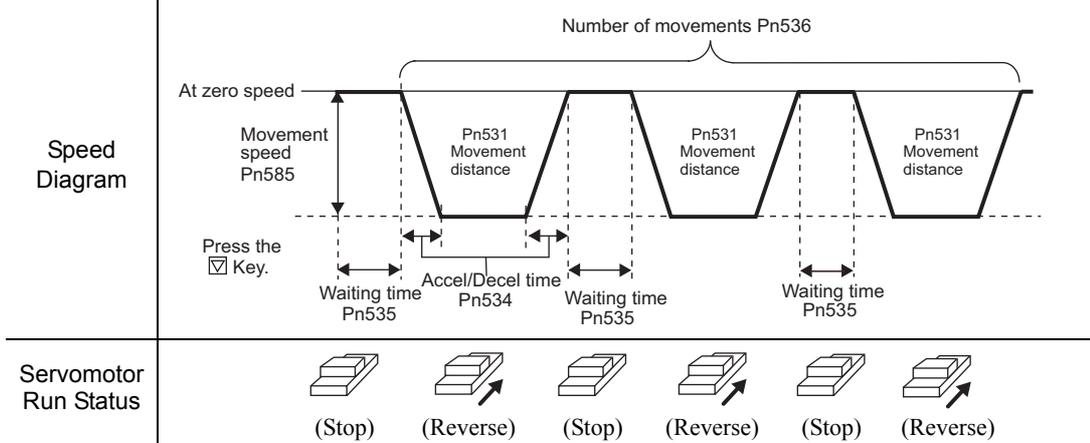 Number of movements Pn536
At zero speed
Speed
Diagram
Movement
speed
Pn585
Pn531
Movement
distance
Pn531
Movement
distance
Pn531
Movement
distance
Press the
▽ Key.
Waiting time
Pn535
Accel/Decel time
Pn534
Waiting time
Pn535
Waiting time
Pn535
Servomotor
Run Status
(Stop) (Reverse) (Stop) (Reverse) (Stop) (Reverse)